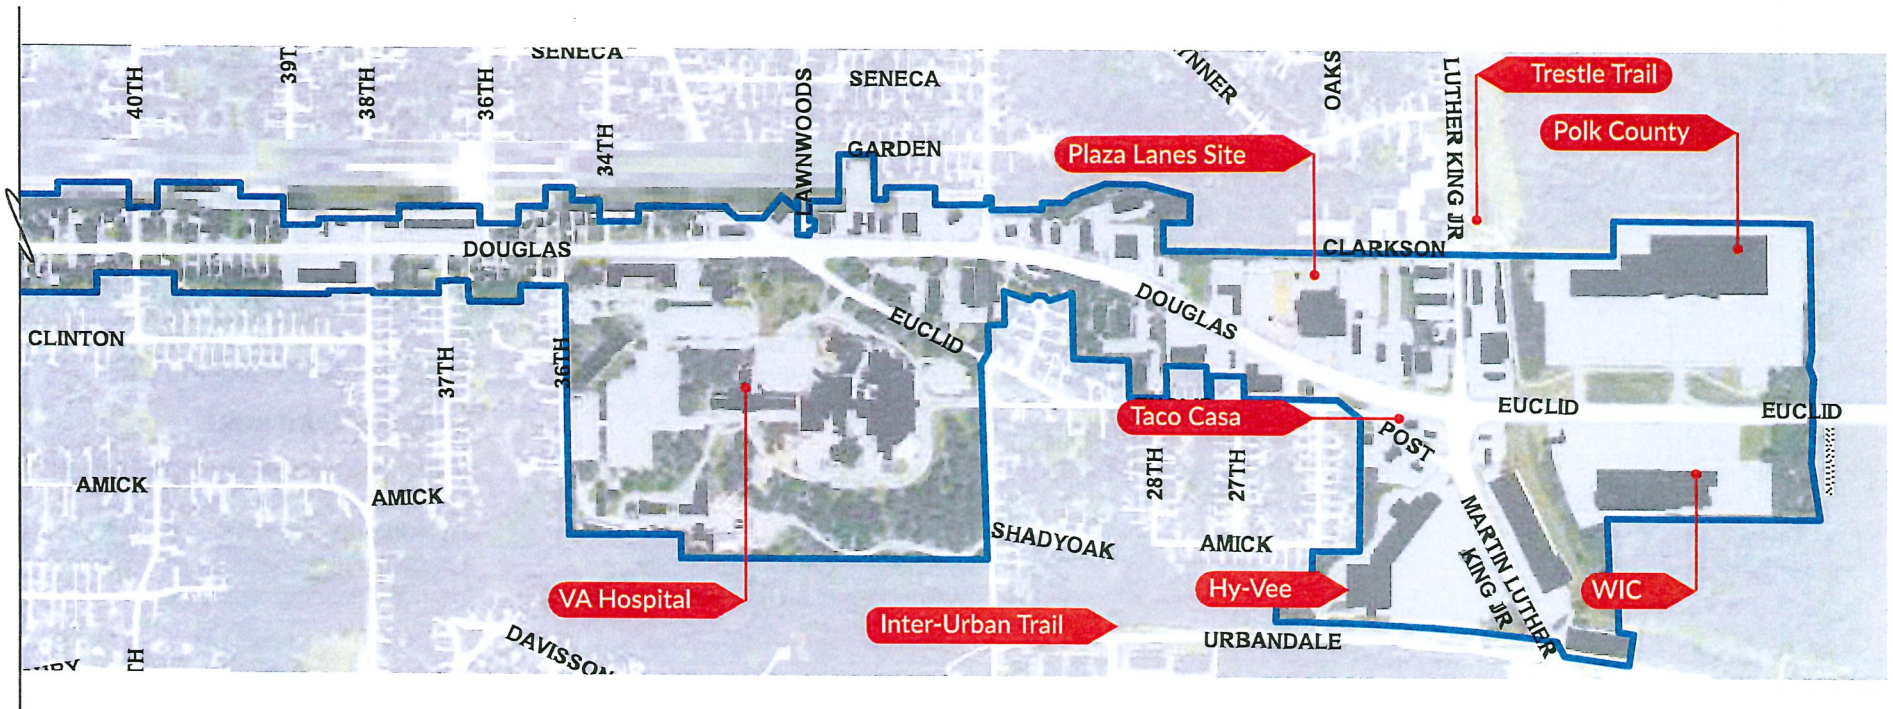 SENECA
40TH
39T
38TH
36TH
34TH
LAWNWOODS
SENECA
GARDEN
YNNER
OAKS
LUTHER KING JR
Trestle Trail
Polk County
Plaza Lanes Site
DOUGLAS
CLARKSON
DOUGLAS
EUCLID
CLINTON
37TH
36TH
Taco Casa
EUCLID
EUCLID
POST
AMICK
AMICK
28TH
27TH
SHADYOAK
AMICK
MARTIN LUTHER
KING JR
VA Hospital
Hy-Vee
WIC
Inter-Urban Trail
URBANDALE
DAVISSON
TH